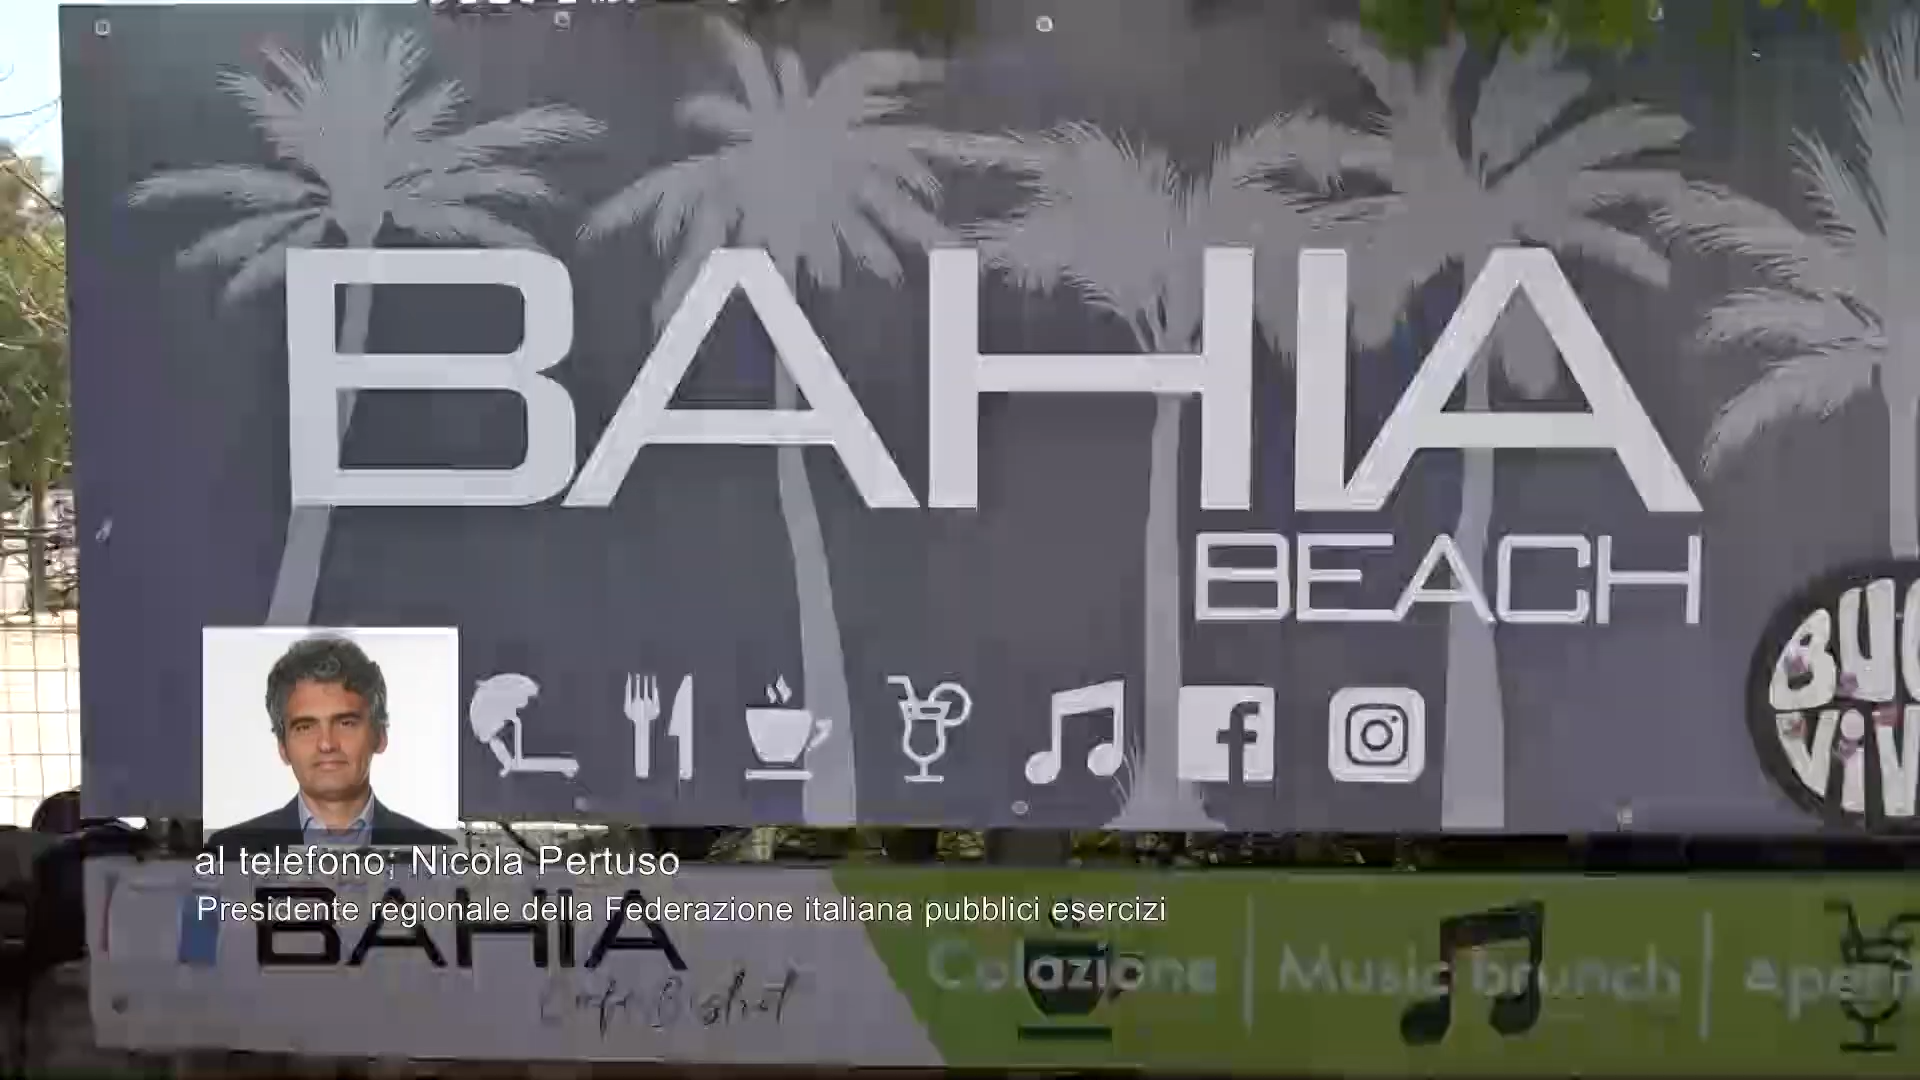 BAHIA
BEACH
al telefono, Nicola Pertuso
Presidente regionale della Federazione italiana pubblici esercizi
BAHIA
Colazione | Music brunch |